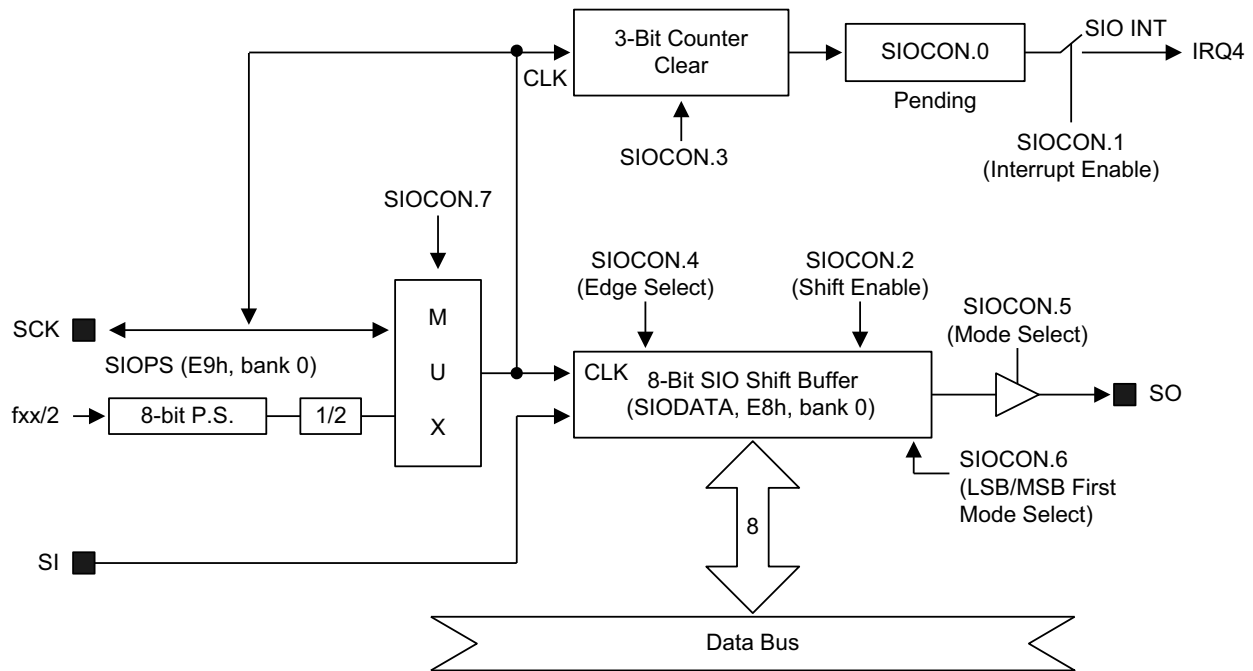 3-Bit Counter
Clear
CLK
SIOCON.0
Pending
SIO INT
IRQ4
SIOCON.3
SIOCON.1
(Interrupt Enable)
SIOCON.7
SIOCON.4
(Edge Select)
SIOCON.2
(Shift Enable)
SIOCON.5
(Mode Select)
SCK
SIOPS (E9h, bank 0)
M
U
X
fxx/2
8-bit P.S.
1/2
CLK
8-Bit SIO Shift Buffer
(SIODATA, E8h, bank 0)
SO
SIOCON.6
(LSB/MSB First
Mode Select)
8
SI
Data Bus